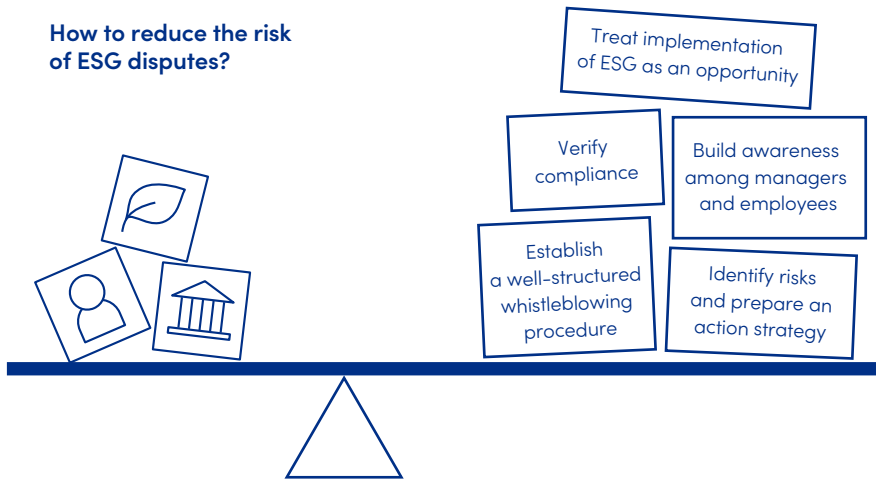 How to reduce the risk
of ESG disputes?
Treat implementation
of ESG as an opportunity
Verify
compliance
Build awareness
among managers
and employees
Establish
a well-structured
whistleblowing
procedure
Identify risks
and prepare an
action strategy